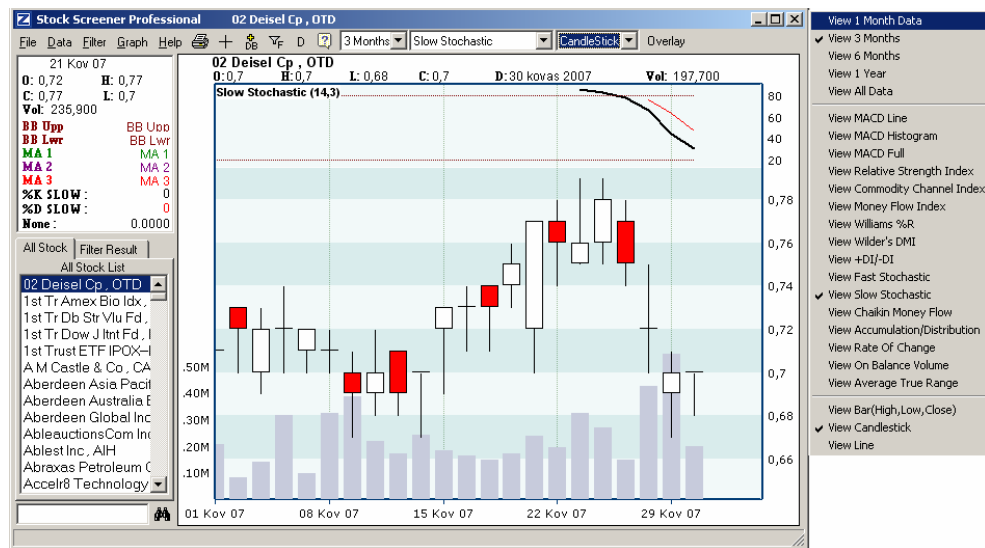 Stock Screener Professional 02 Deisel Cp , OTD
File Data Filter Graph Help BB VF D 3 Months Slow Stochastic CandleStick Overlay
21 Kov 07
O: 0,72 H: 0,77
C: 0,77 L: 0,7
Vol: 235,900
BB Upp BB Upp
BB Lwr BB Lwr
MA 1 MA 1
MA 2 MA 2
MA 3 MA 3
%K SLOW: 0
%D SLOW: 0
None: 0.0000
All Stock Filter Result
All Stock List
02 Deisel Cp , OTD
1st Tr Amex Bio Idx ,
1st Tr Db Str Vlu Fd ,
1st Tr Dow J Itnt Fd , I
1st Trust ETF IPOX–I
A M Castle & Co , CA
Aberdeen Asia Pacif
Aberdeen Australia E
Aberdeen Global Inc
AbleauctionsCom Inc
Ablest Inc , AIH
Abraxas Petroleum C
Accelr8 Technology
02 Deisel Cp , OTD
O:0,7 H:0,7 L: 0,68 C: 0,7 D:30 kovas 2007 Vol: 197,700
Slow Stochastic (14,3)
80
60
40
20
0,78
0,76
0,74
0,72
0,7
0,68
0,66
.50M
.40M
.30M
.20M
.10M
01 Kov 07 08 Kov 07 15 Kov 07 22 Kov 07 29 Kov 07
View 1 Month Data
View 3 Months
View 6 Months
View 1 Year
View All Data
View MACD Line
View MACD Histogram
View MACD Full
View Relative Strength Index
View Commodity Channel Index
View Money Flow Index
View Williams %R
View Wilder's DMI
View +DI/-DI
View Fast Stochastic
View Slow Stochastic
View Chaikin Money Flow
View Accumulation/Distribution
View Rate Of Change
View On Balance Volume
View Average True Range
View Bar(High,Low,Close)
View Candlestick
View Line